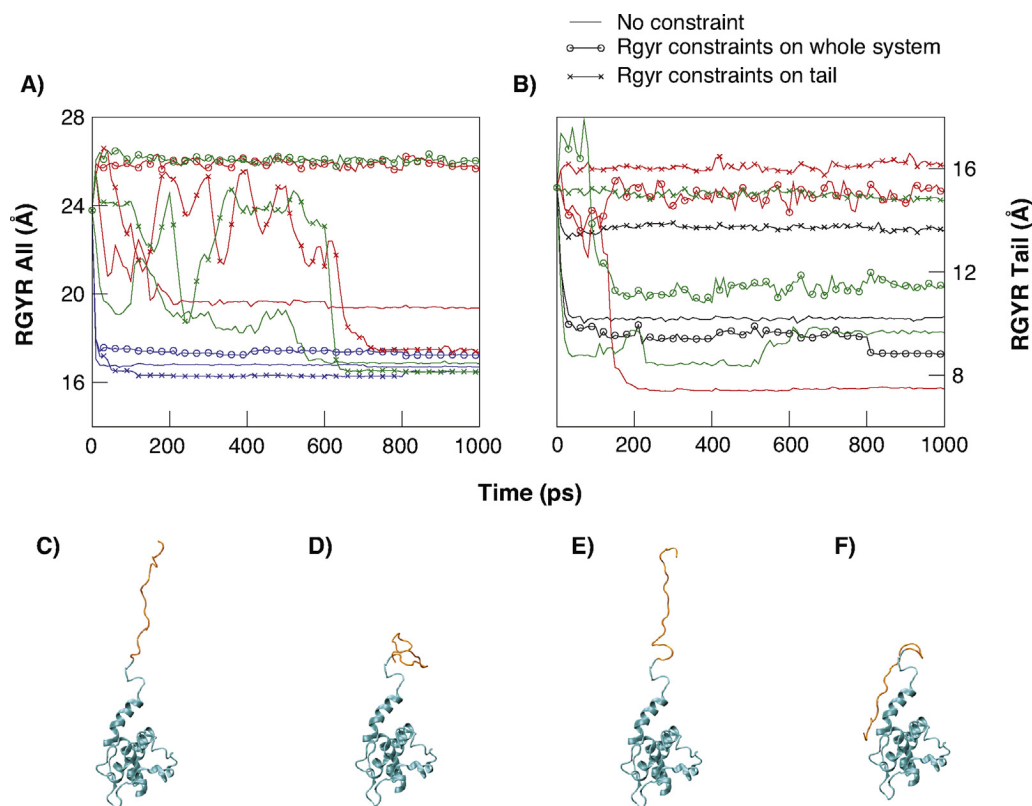 No constraint
Rgyr constraints on whole system
Rgyr constraints on tail
A)
B)
28
24
20
16
RGYR All (Å)
0 200 400 600 800 1000
16
12
8
RGYR Tail (Å)
0 200 400 600 800 1000
Time (ps)
C) D) E) F)